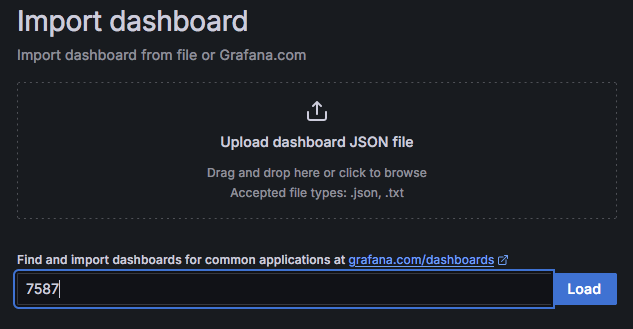 Import dashboard
Import dashboard from file or Grafana.com
Upload dashboard JSON file
Drag and drop here or click to browse
Accepted file types: .json, .txt
Find and import dashboards for common applications at grafana.com/dashboards
7587 Load